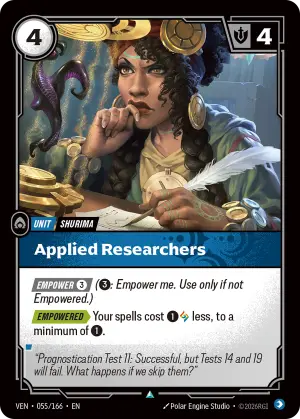 4
4
UNIT SHURIMA
Applied Researchers
EMPOWER 3 (3: Empower me. Use only if not
Empowered.)
EMPOWERED Your spells cost 1 less, to a
minimum of 1.
"Prognostication Test 11: Successful, but Tests 14 and 19
will fail. What happens if we skip them?"
VEN • 055/166 • EN Polar Engine Studio • ©2026RGI